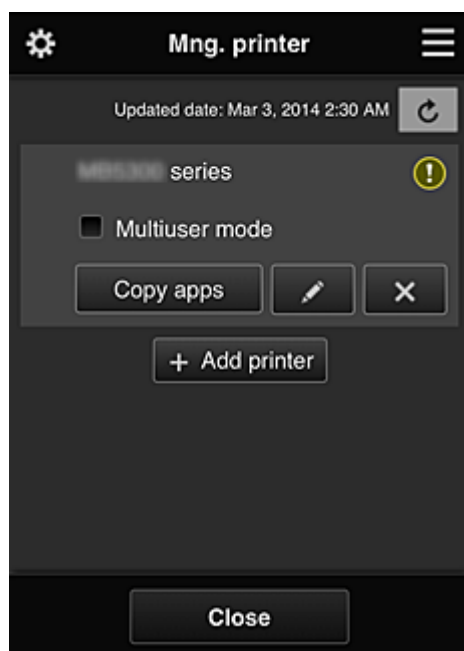 Mng. printer
Updated date: Mar 3, 2014 2:30 AM
series
Multiuser mode
Copy apps
+ Add printer
Close